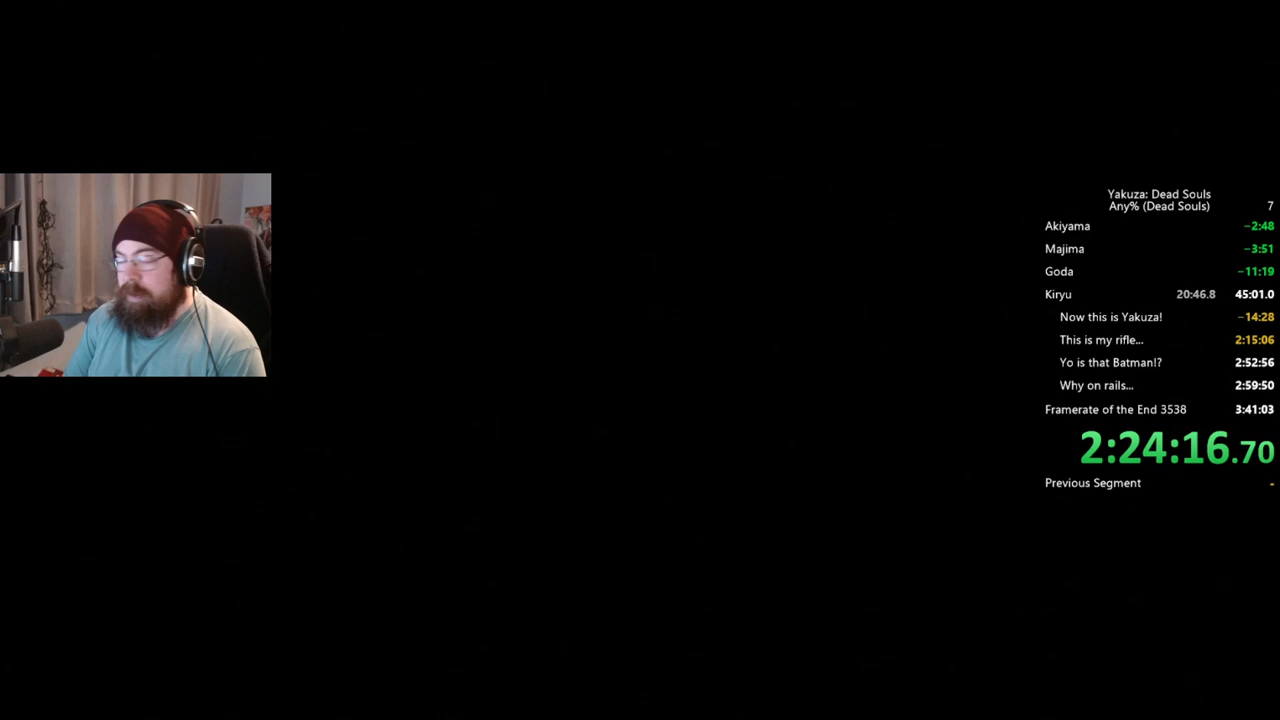 Yakuza: Dead Souls
Any% (Dead Souls) 7
Akiyama −2:48
Majima −3:51
Goda −11:19
Kiryu 20:46.8 45:01.0
Now this is Yakuza! −14:28
This is my rifle... 2:15:06
Yo is that Batman!? 2:52:56
Why on rails... 2:59:50
Framerate of the End 3538 3:41:03
2:24:16.70
Previous Segment -